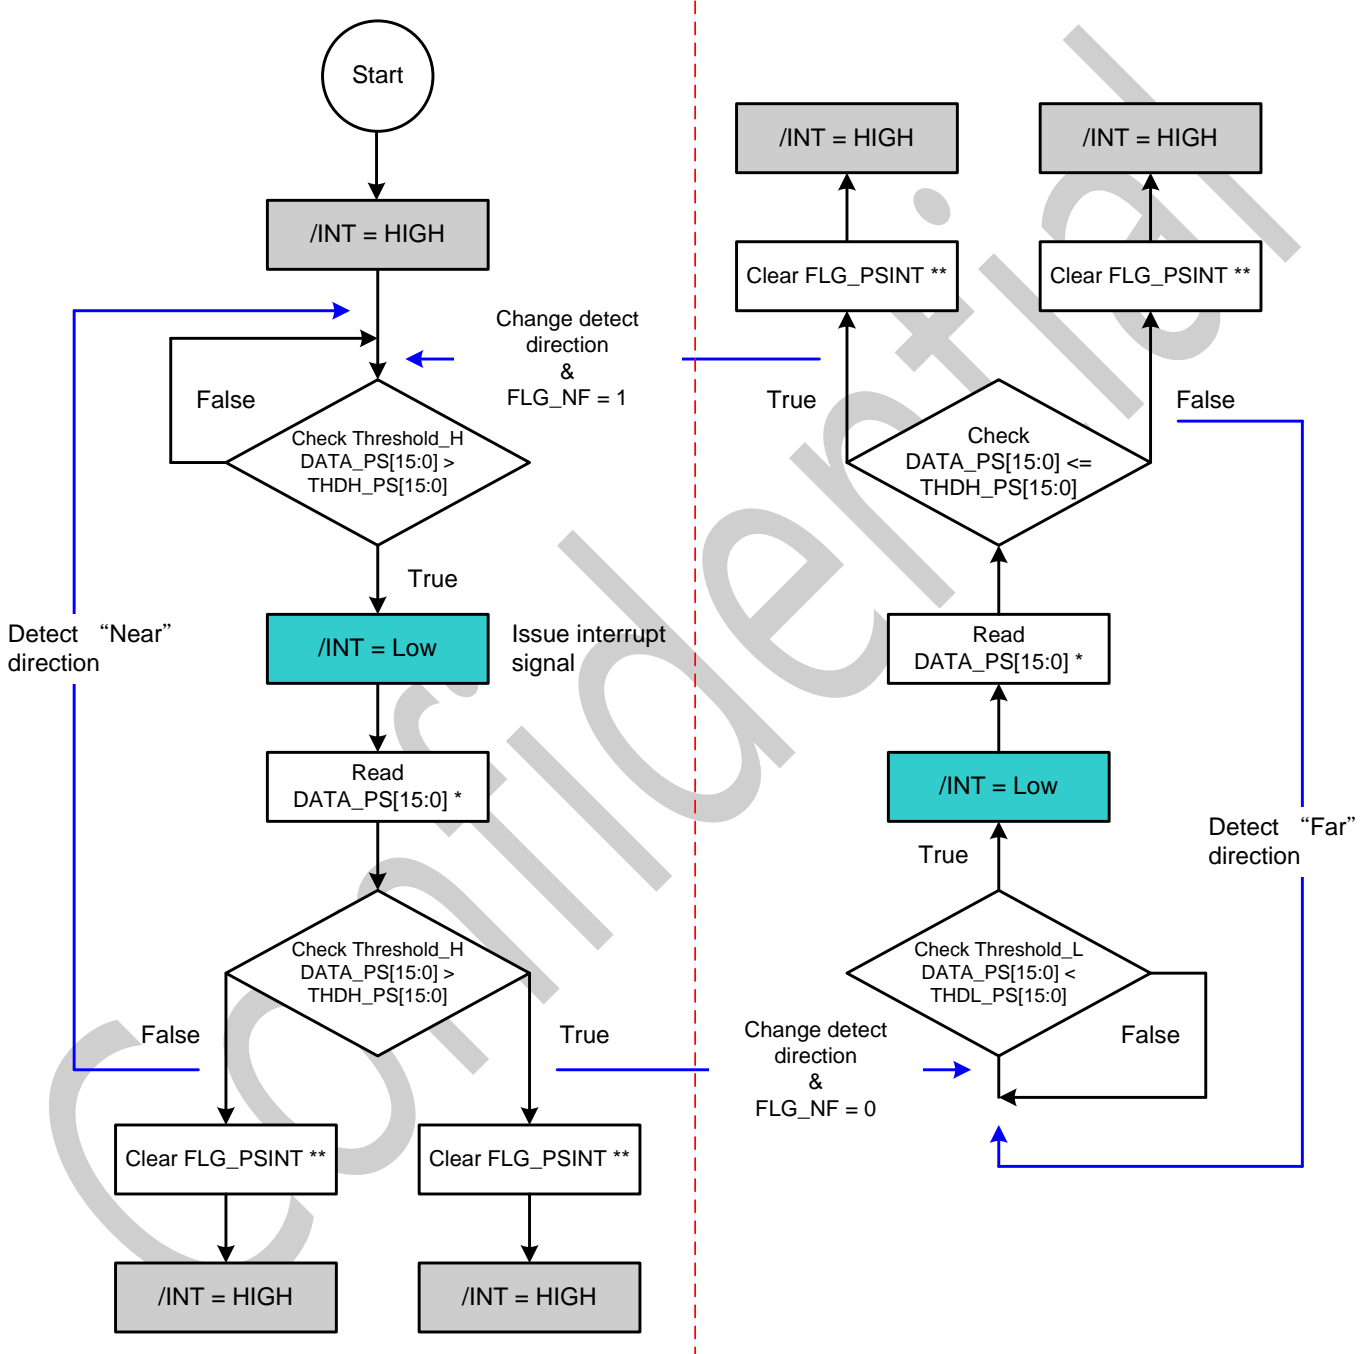 Start
/INT = HIGH
False
Check Threshold_H
DATA_PS[15:0] >
THDH_PS[15:0]
True
Change detect
direction
&
FLG_NF = 1
/INT = Low
Issue interrupt
signal
Detect “Near”
direction
Read
DATA_PS[15:0] *
Check Threshold_H
DATA_PS[15:0] >
THDH_PS[15:0]
False
True
Clear FLG_PSINT **
Clear FLG_PSINT **
/INT = HIGH
/INT = HIGH
/INT = HIGH
/INT = HIGH
Clear FLG_PSINT **
Clear FLG_PSINT **
True
False
Check
DATA_PS[15:0] <=
THDH_PS[15:0]
Read
DATA_PS[15:0] *
/INT = Low
Detect “Far”
direction
True
Check Threshold_L
DATA_PS[15:0] <
THDL_PS[15:0]
False
Change detect
direction
&
FLG_NF = 0
Confidential